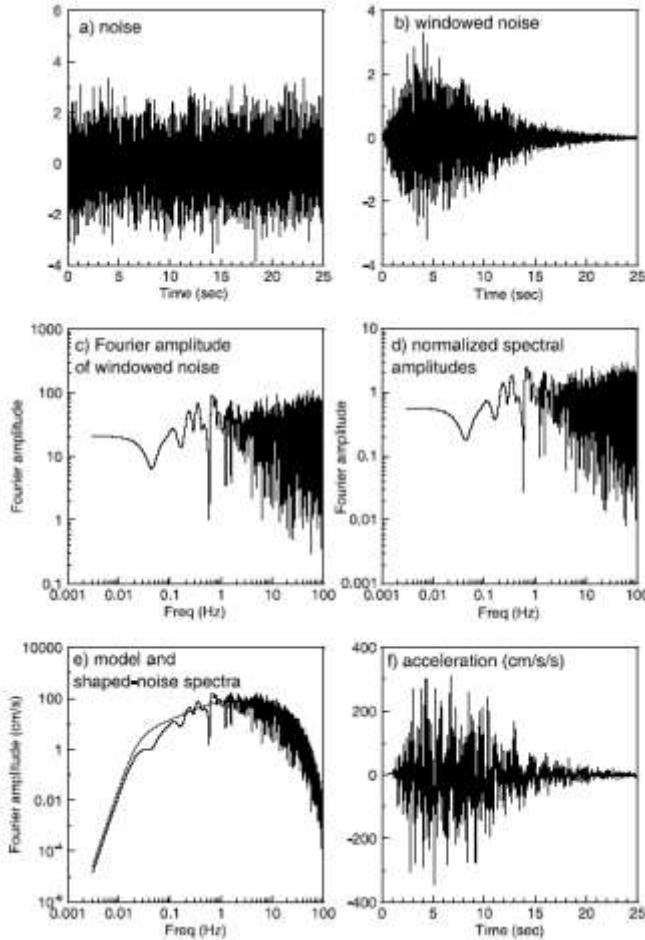 a) noise
6
4
2
0
-2
-4
0 5 10 15 20 25
Time (sec)
b) windowed noise
4
2
0
-2
-4
0 5 10 15 20 25
Time (sec)
c) Fourier amplitude
of windowed noise
Fourier amplitude
1000
100
10
1
0.1
0.001 0.01 0.1 1 10 100
Freq (Hz)
d) normalized spectral
amplitudes
Fourier amplitude
10
1
0.1
0.01
0.001
0.001 0.01 0.1 1 10 100
Freq (Hz)
e) model and
shaped-noise spectra
Fourier amplitude (cm/s)
10000
100
1
0.01
10-4
10-6
0.001 0.01 0.1 1 10 100
Freq (Hz)
f) acceleration (cm/s/s)
400
200
0
-200
-400
0 5 10 15 20 25
Time (sec)